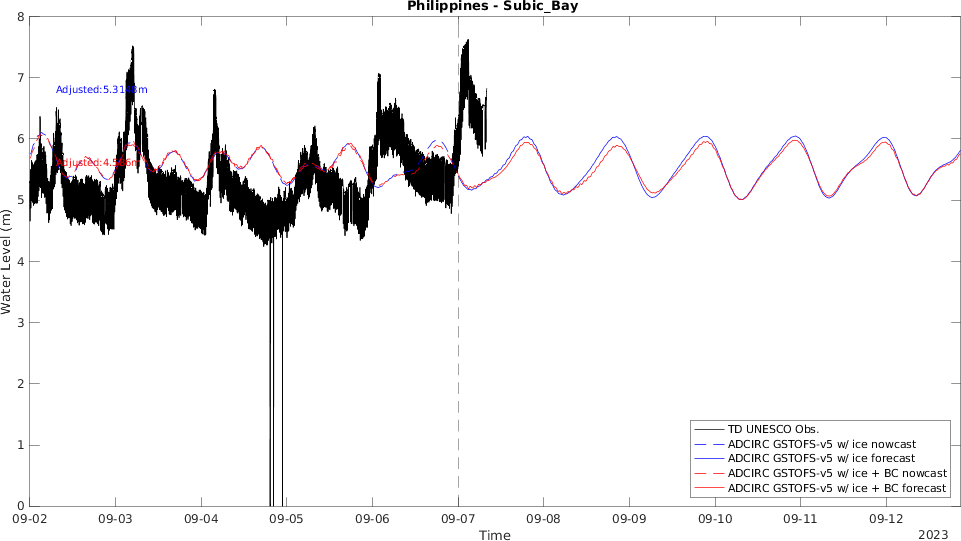 Philippines - Subic_Bay
8
7
6
5
4
3
2
1
0
Water Level (m)
Adjusted:5.31 m
Adjusted:4.5 6m
TD UNESCO Obs.
ADCIRC GSTOFS-v5 w/ ice nowcast
ADCIRC GSTOFS-v5 w/ ice forecast
ADCIRC GSTOFS-v5 w/ ice + BC nowcast
ADCIRC GSTOFS-v5 w/ ice + BC forecast
09-02 09-03 09-04 09-05 09-06 09-07 09-08 09-09 09-10 09-11 09-12
Time
2023